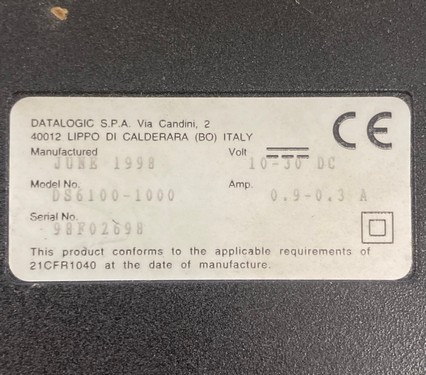 DATALOGIC S.P.A. Via Candini, 2
40012 LIPPO DI CALDERARA (BO) ITALY
CE
Manufactured JUNE 1998 Volt 10-30 DC
Model No. DS6100-1000 Amp. 0.9-0.3 A
Serial No. 98F02698
This product conforms to the applicable requirements of
21CFR1040 at the date of manufacture.